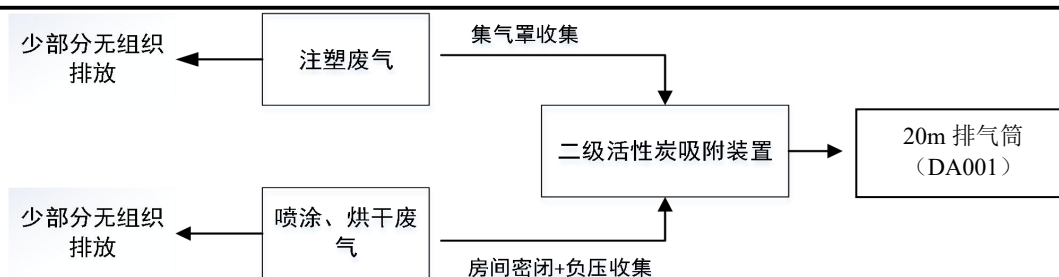 集气罩收集
少部分无组织
排放
注塑废气
二级活性炭吸附装置
20m 排气筒
（DA001）
少部分无组织
排放
喷涂、烘干废
气
房间密闭+负压收集